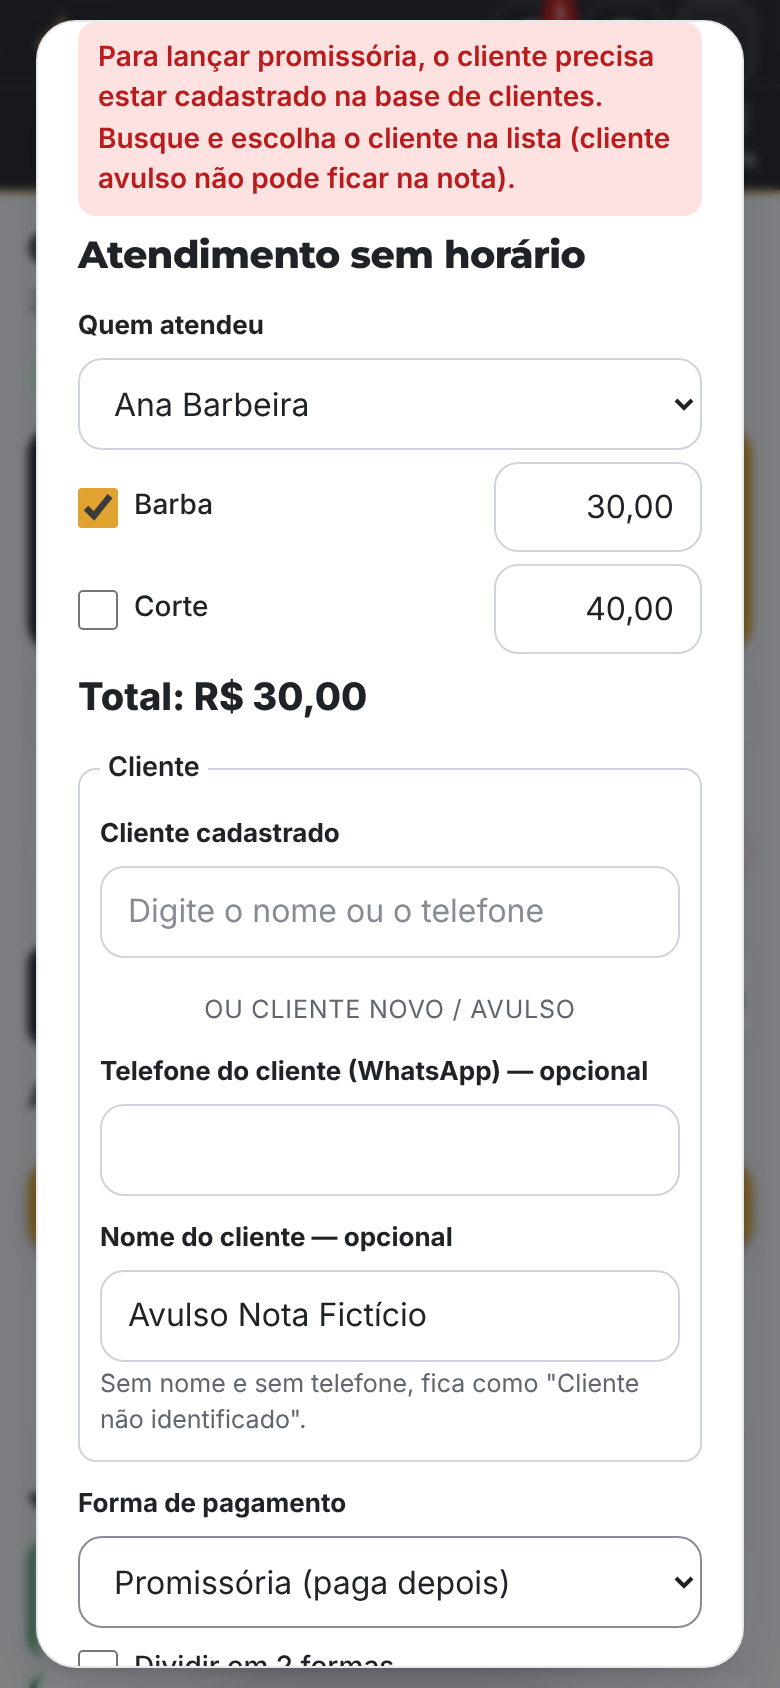 Para lançar promissória, o cliente precisa
estar cadastrado na base de clientes.
Busque e escolha o cliente na lista (cliente
avulso não pode ficar na nota).
Atendimento sem horário
Quem atendeu
Ana Barbeira
Barba
30,00
Corte
40,00
Total: R$ 30,00
Cliente
Cliente cadastrado
Digite o nome ou o telefone
OU CLIENTE NOVO / AVULSO
Telefone do cliente (WhatsApp) — opcional
Nome do cliente — opcional
Avulso Nota Fictício
Sem nome e sem telefone, fica como "Cliente
não identificado".
Forma de pagamento
Promissória (paga depois)
Dividir em 2 formas